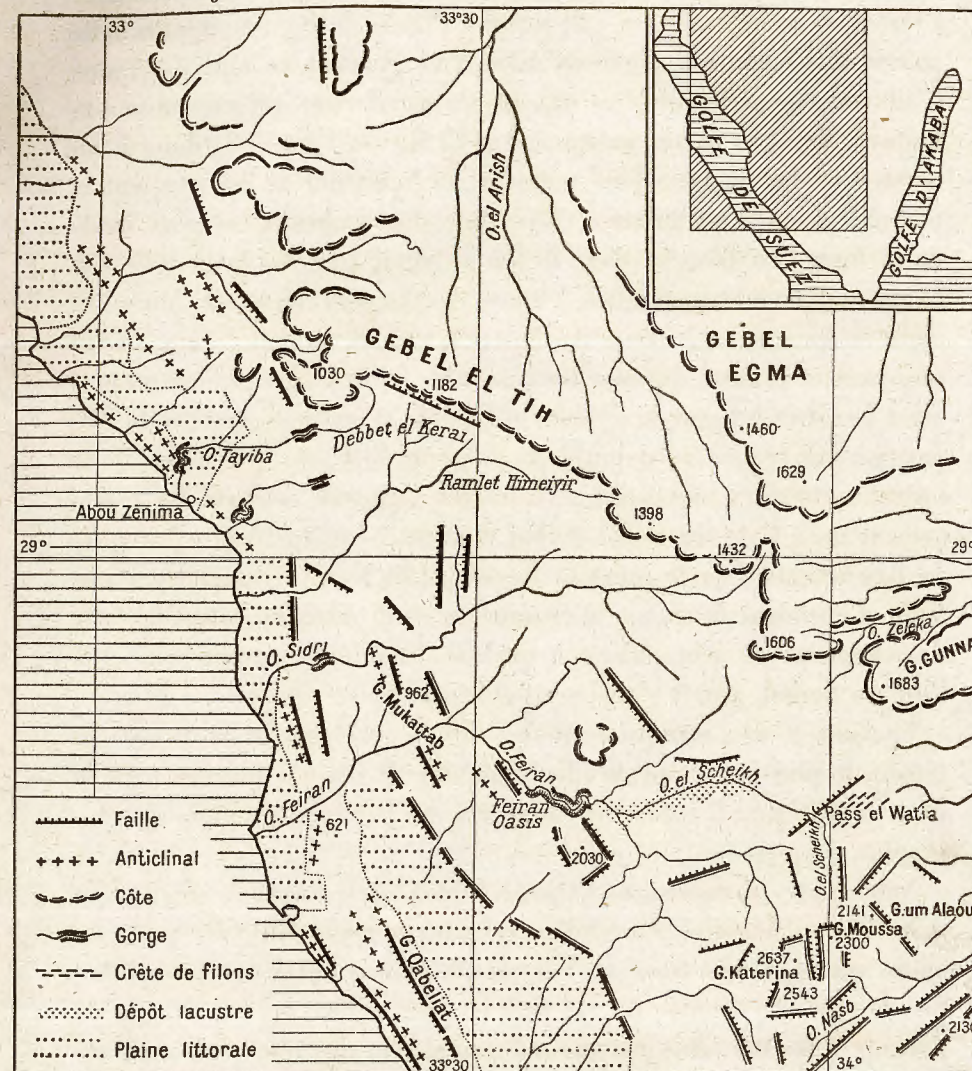 33°
33°30
GOLFE DE SUEZ
GOLFE D'AKABA
O. el Arish
GEBEL EL TIH
GEBEL
EGMA
1030
1182
Debbet el Keraï
1460
1629
O. Tayiba
Ramlet Himeiyir
Abou Zénima
1398
29°
1432
29°
O. Zeleka
O. Sidri
1606
G. GUNNA
1683
962
G. Mukattab
O. Feiran
O. el Scheikh
O. Feiran
Feiran
Oasis
Pass el Watia
621
O. el Scheikh
2030
2141
G. um Alaou
G. Moussa
2300
2637
G. Katerina
G. Qabeliat
2543
O. Nasb
2130
33°30
34°
Faille
Anticlinal
Côte
Gorge
Crête de filons
Dépôt lacustre
Plaine littorale